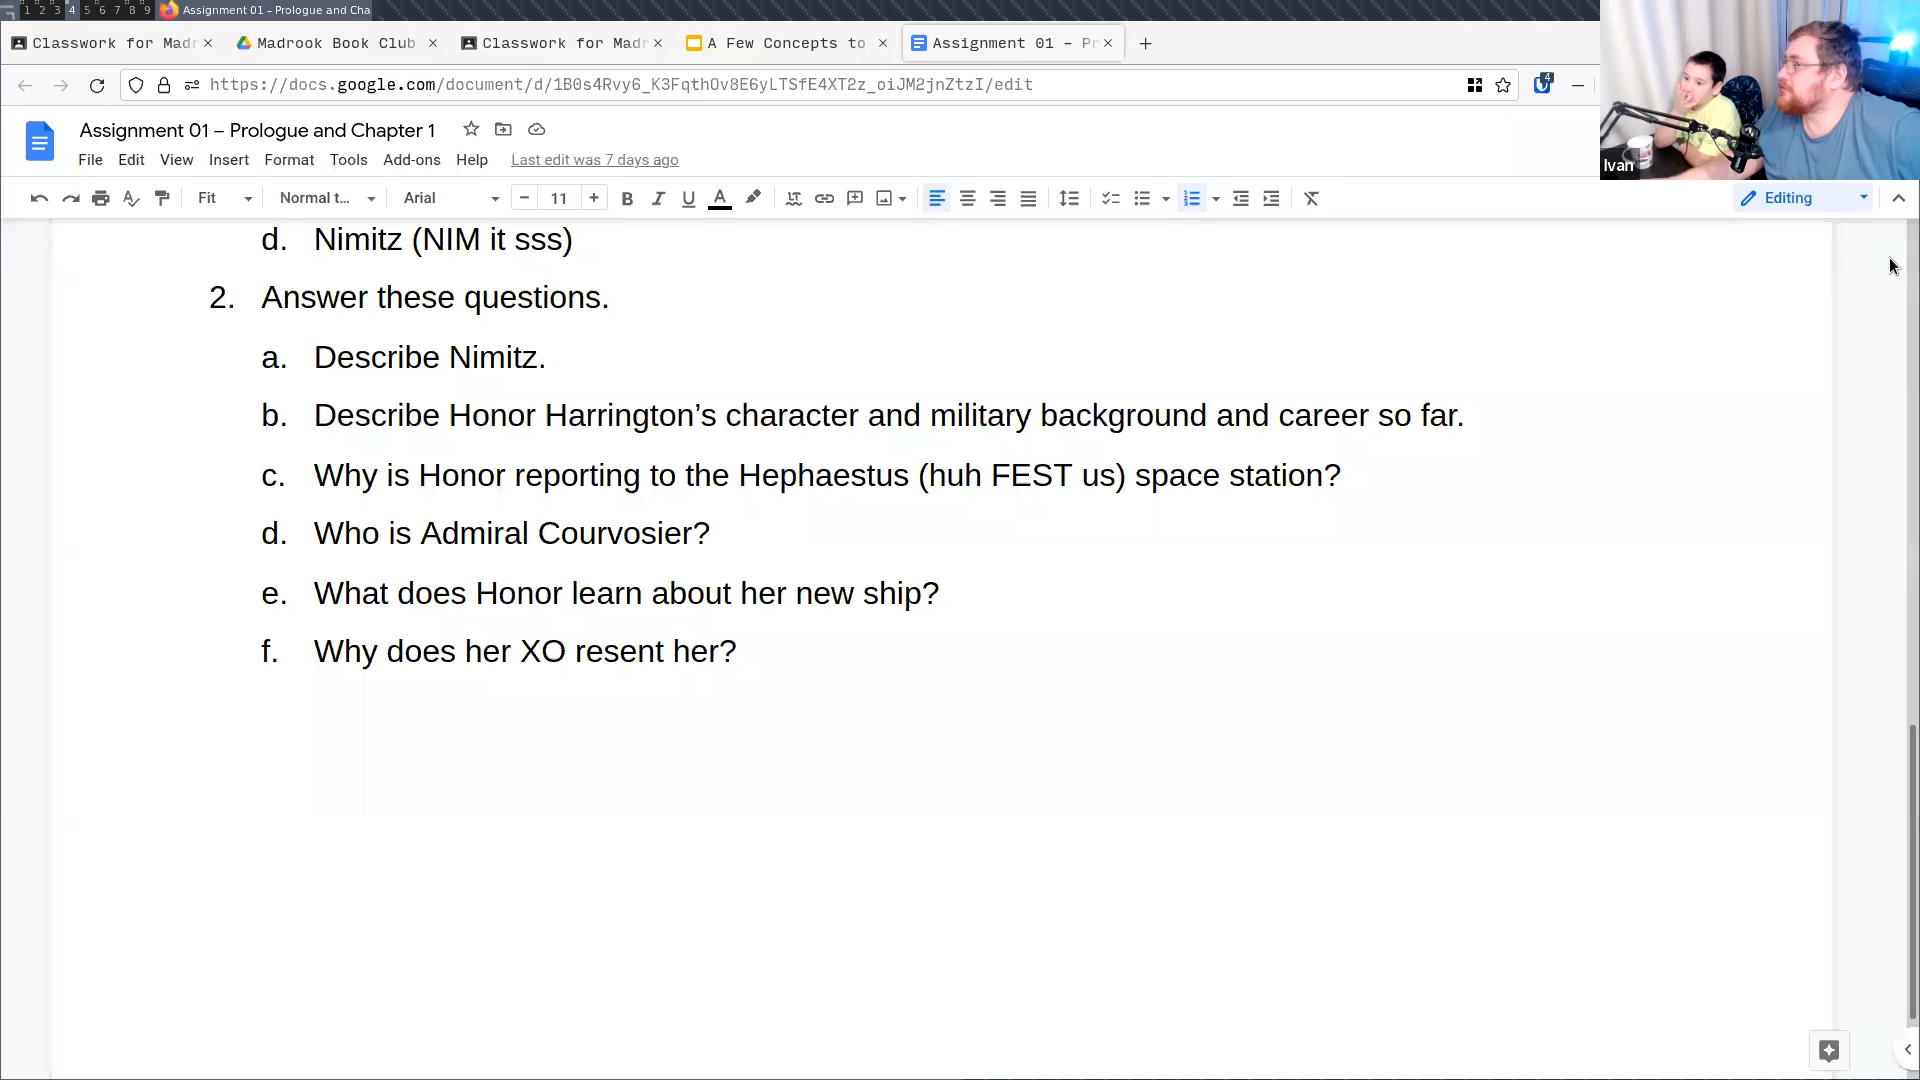 1 2 3 4 5 6 7 8 9 Assignment 01 – Prologue and Cha
Classwork for Madr Madrook Book Club Classwork for Madr A Few Concepts to Assignment 01 – Pr
https://docs.google.com/document/d/1B0s4Rvy6_K3FqthOv8E6yLTSfE4XT2z_oiJM2jnZtzI/edit 4
Assignment 01 – Prologue and Chapter 1
File Edit View Insert Format Tools Add-ons Help Last edit was 7 days ago
Ivan
Fit Normal t... Arial 11 B I U A Editing
d. Nimitz (NIM it sss)
2. Answer these questions.
a. Describe Nimitz.
b. Describe Honor Harrington’s character and military background and career so far.
c. Why is Honor reporting to the Hephaestus (huh FEST us) space station?
d. Who is Admiral Courvosier?
e. What does Honor learn about her new ship?
f. Why does her XO resent her?